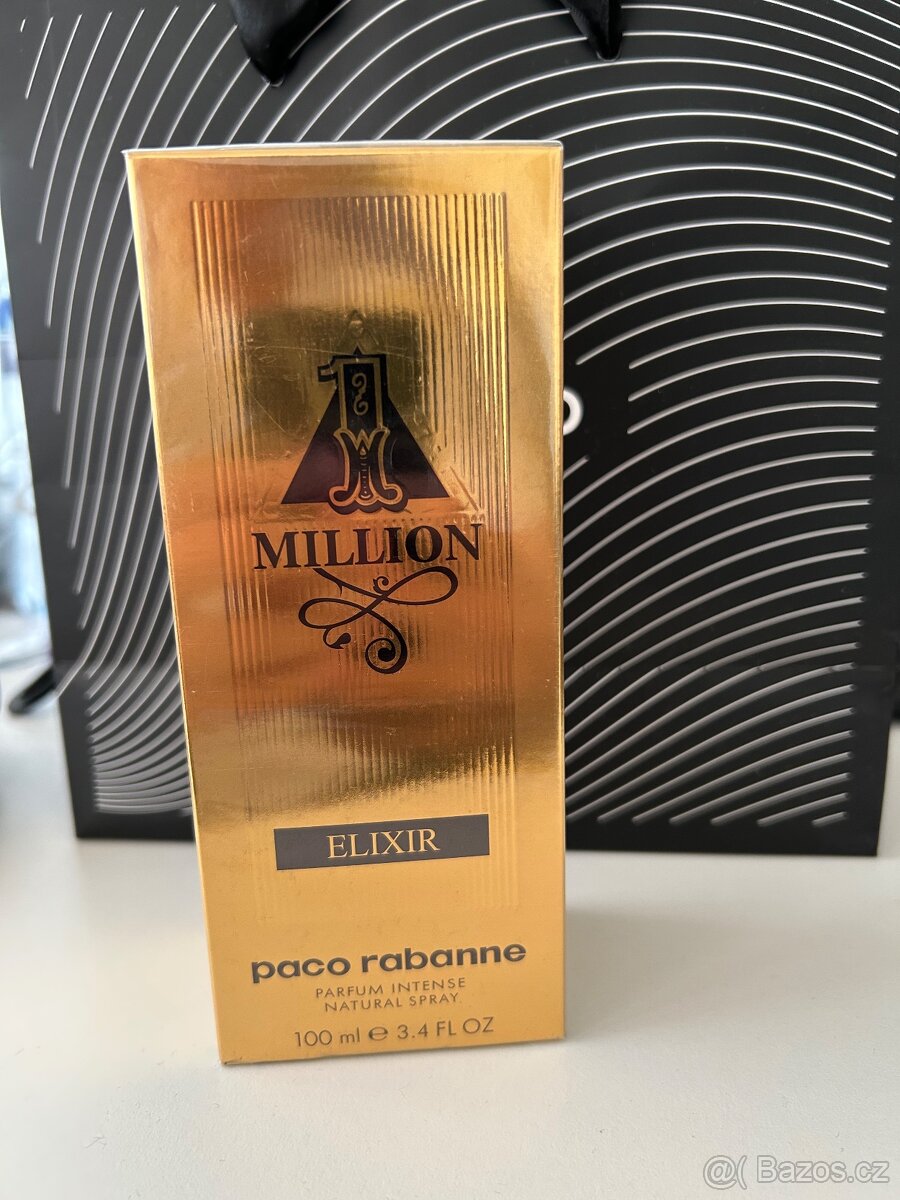 1
MILLION
ELIXIR
paco rabanne
PARFUM INTENSE
NATURAL SPRAY
100 ml ℮ 3.4 FL OZ
@( Bazos.cz